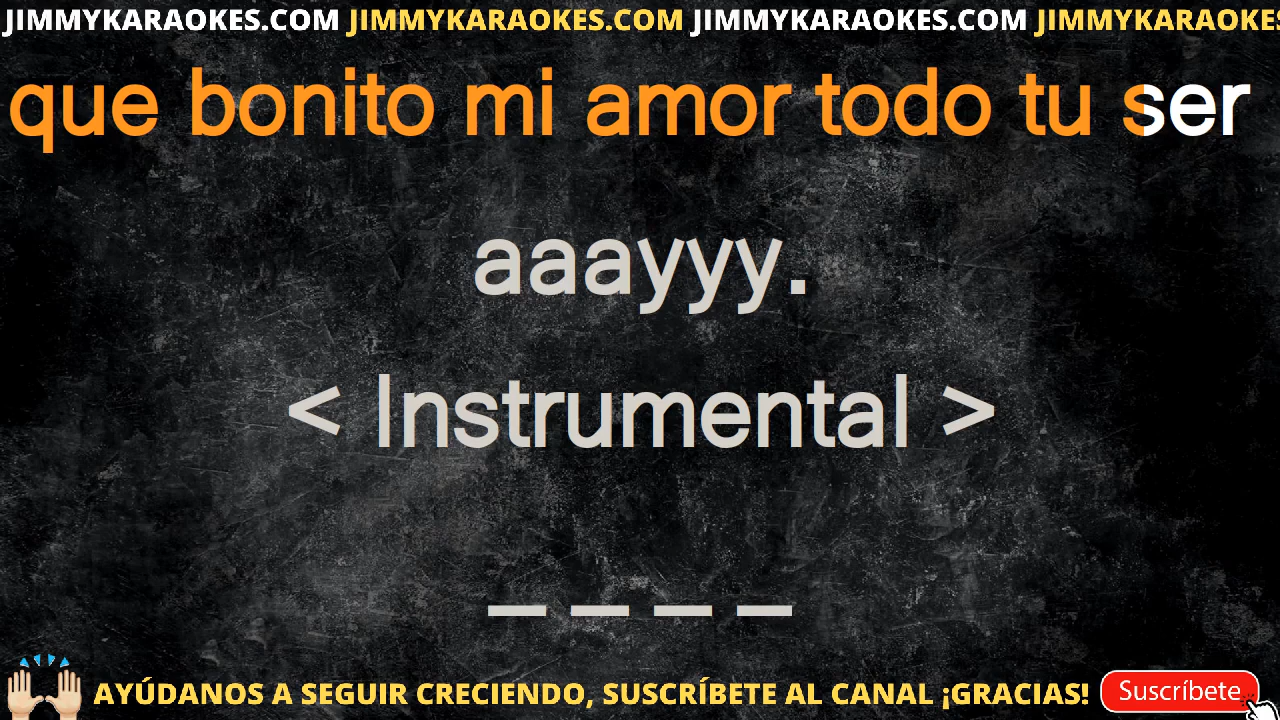 JIMMYKARAOKES.COM JIMMYKARAOKES.COM JIMMYKARAOKES.COM JIMMYKARAOKES
que bonito mi amor todo tu ser
aaayyy.
< Instrumental >
– – – –
AYÚDANOS A SEGUIR CRECIENDO, SUSCRÍBETE AL CANAL ¡GRACIAS! Suscríbete